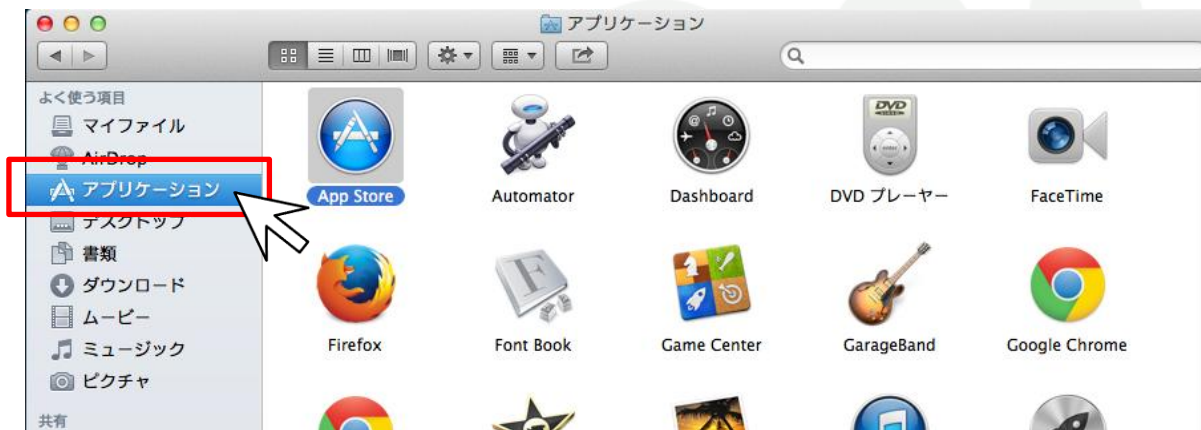 アプリケーション
よく使う項目
マイファイル
AirDrop
アプリケーション
デスクトップ
書類
ダウンロード
ムービー
ミュージック
ピクチャ
共有
App Store
Automator
Dashboard
DVD
DVD プレーヤー
FaceTime
Firefox
Font Book
Game Center
GarageBand
Google Chrome